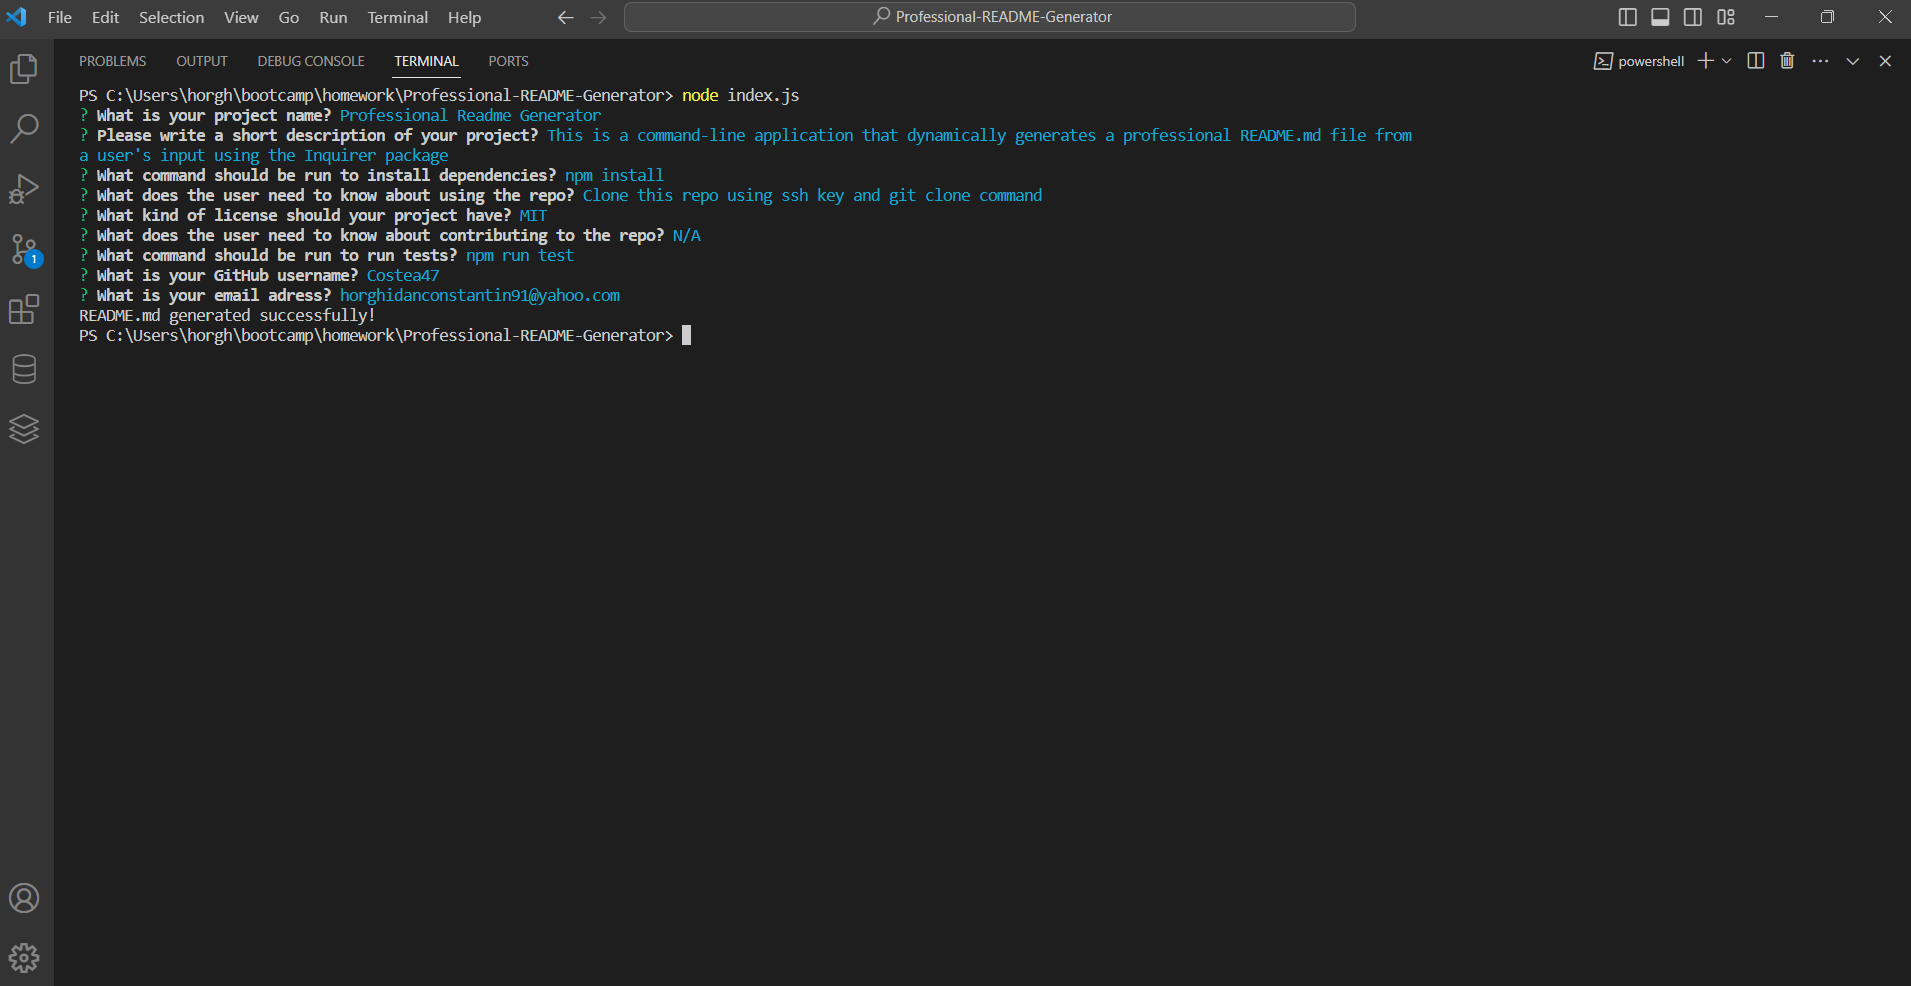 File Edit Selection View Go Run Terminal Help Professional-README-Generator
PROBLEMS OUTPUT DEBUG CONSOLE TERMINAL PORTS powershell
PS C:\Users\horgh\bootcamp\homework\Professional-README-Generator> node index.js
? What is your project name? Professional Readme Generator
? Please write a short description of your project? This is a command-line application that dynamically generates a professional README.md file from
a user's input using the Inquirer package
? What command should be run to install dependencies? npm install
? What does the user need to know about using the repo? Clone this repo using ssh key and git clone command
? What kind of license should your project have? MIT
? What does the user need to know about contributing to the repo? N/A
? What command should be run to run tests? npm run test
? What is your GitHub username? Costea47
? What is your email adress? horghidanconstantin91@yahoo.com
README.md generated successfully!
PS C:\Users\horgh\bootcamp\homework\Professional-README-Generator>
1